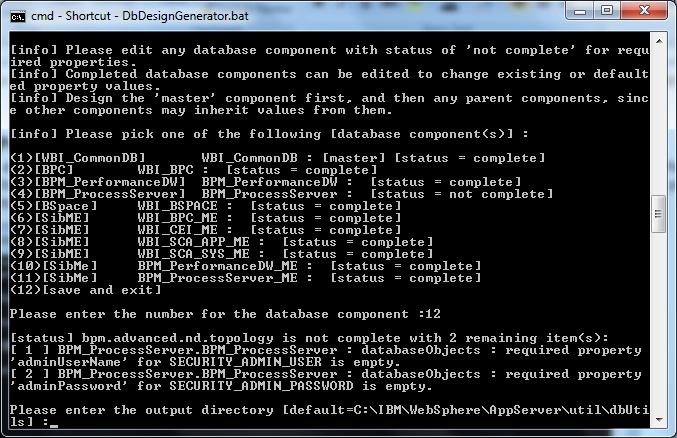 cmd - Shortcut - DbDesignGenerator.bat
[info] Please edit any database component with status of 'not complete' for requ
ired properties.
[info] Completed database components can be edited to change existing or default
ed property values.
[info] Design the 'master' component first, and then any parent components, sinc
e other components may inherit values from them.
[info] Please pick one of the following [database component(s)] :
(1)[WBI_CommonDB] WBI_CommonDB : [master] [status = complete]
(2)[BPC] WBI_BPC : [status = complete]
(3)[BPM_PerformanceDW] BPM_PerformanceDW : [status = complete]
(4)[BPM_ProcessServer] BPM_ProcessServer : [status = not complete]
(5)[BSpace] WBI_BSPACE : [status = complete]
(6)[SibME] WBI_BPC_ME : [status = complete]
(7)[SibME] WBI_CEI_ME : [status = complete]
(8)[SibME] WBI_SCA_APP_ME : [status = complete]
(9)[SibME] WBI_SCA_SYS_ME : [status = complete]
(10)[SibMe] BPM_PerformanceDW_ME : [status = complete]
(11)[SibMe] BPM_ProcessServer_ME : [status = complete]
(12)[save and exit]
Please enter the number for the database component :12
[status] bpm.advanced.nd.topology is not complete with 2 remaining item(s):
[ 1 ] BPM_ProcessServer.BPM_ProcessServer : databaseObjects : required property
'adminUserName' for SECURITY_ADMIN_USER is empty.
[ 2 ] BPM_ProcessServer.BPM_ProcessServer : databaseObjects : required property
'adminPassword' for SECURITY_ADMIN_PASSWORD is empty.
Please enter the output directory [default=C:\IBM\WebSphere\AppServer\util\dbUti
ls] :_